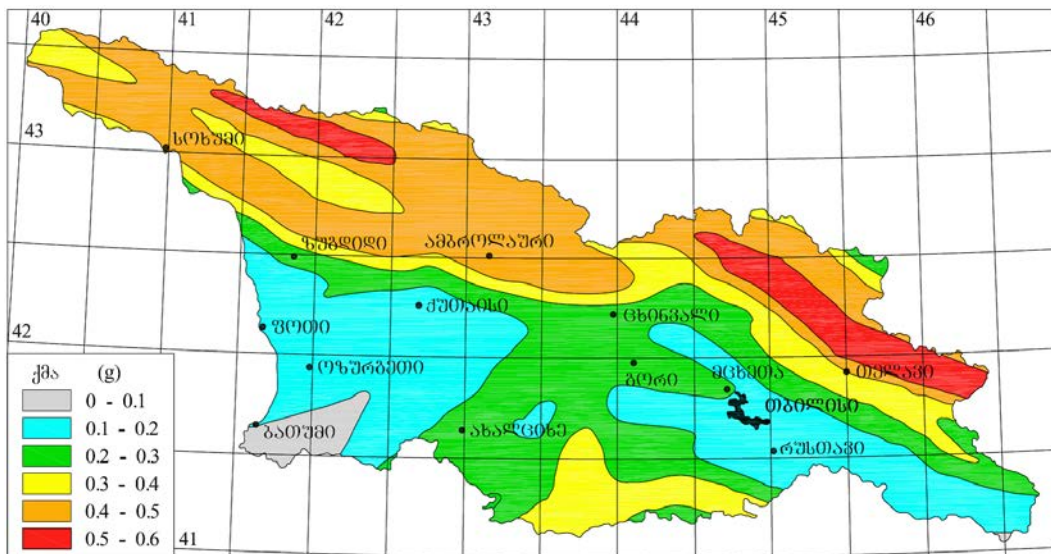 40 41 42 43 44 45 46
43
სოხუმი
ზუგდიდი
ამბროლაური
ქუთაისი
ცხინვალი
42
ფოთი
ოზურგეთი
გორი
მცხეთა
თელავი
თბილისი
ბათუმი
ახალციხე
რუსთავი
41
ქმა (g)
0 - 0.1
0.1 - 0.2
0.2 - 0.3
0.3 - 0.4
0.4 - 0.5
0.5 - 0.6